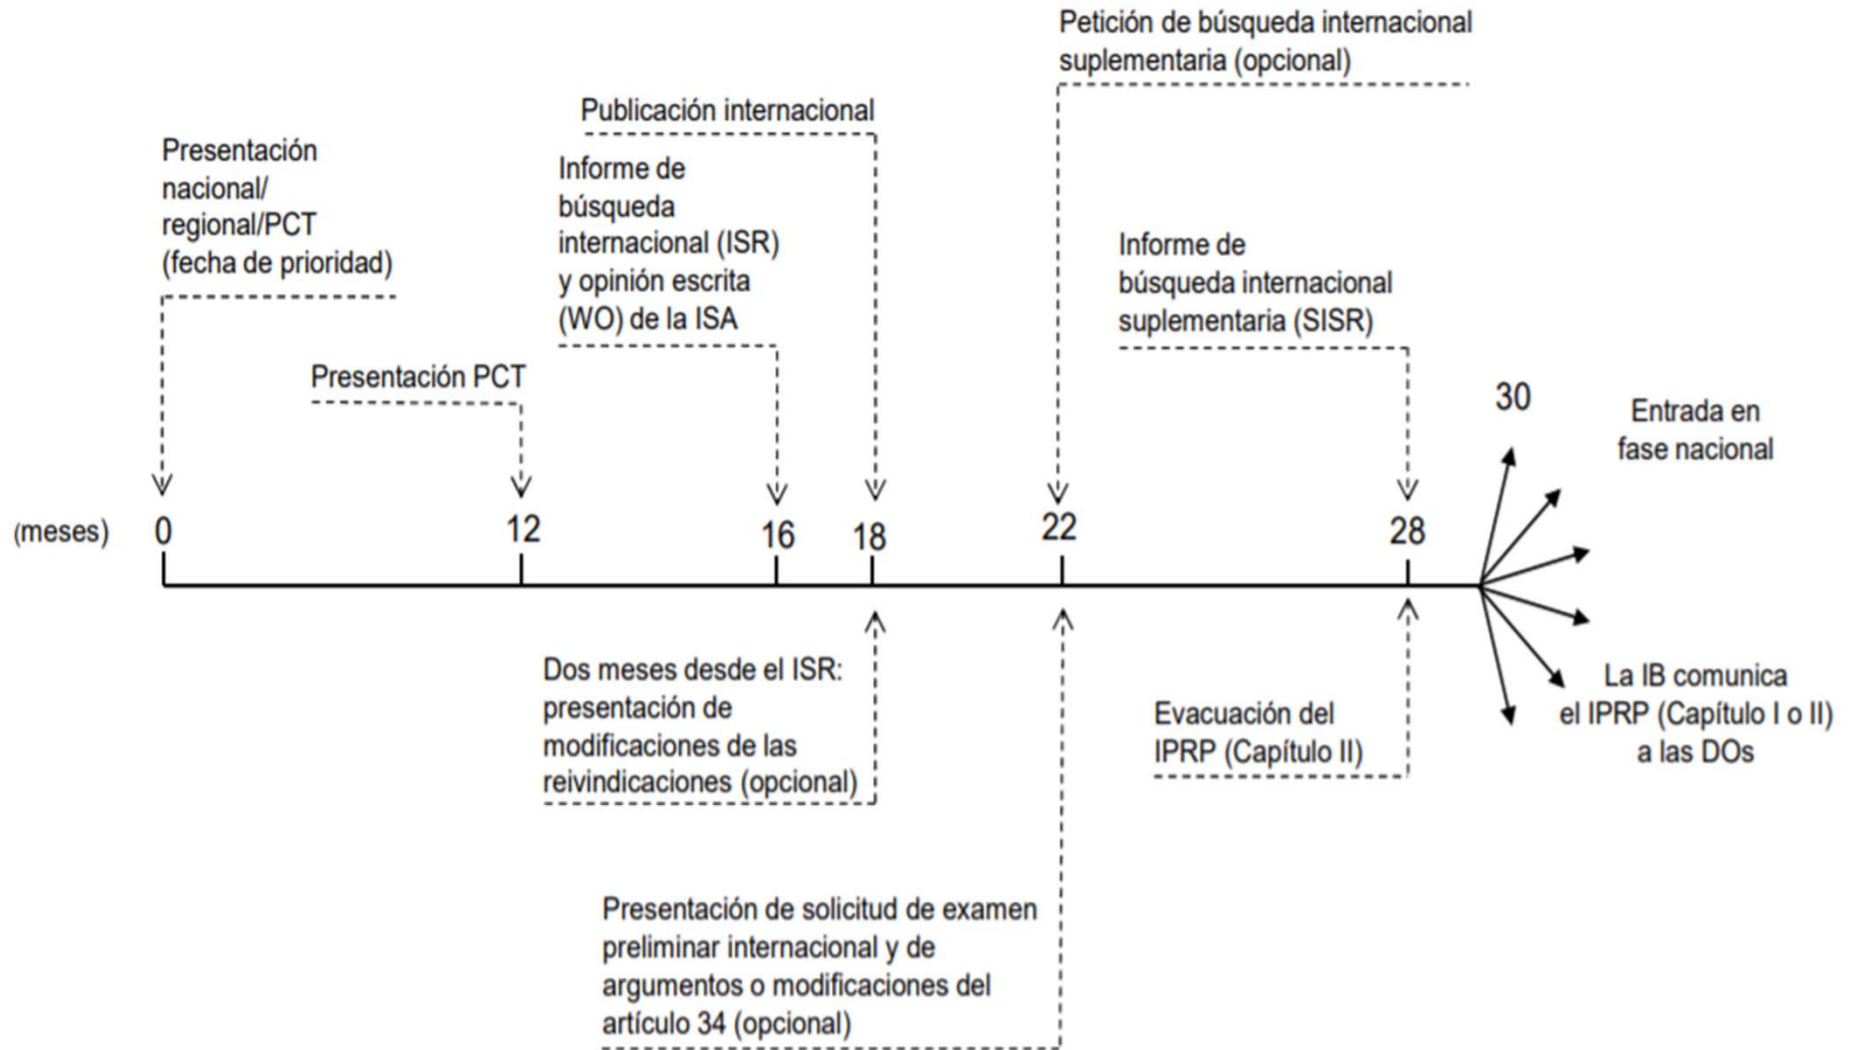 Petición de búsqueda internacional
suplementaria (opcional)
Publicación internacional
Presentación
nacional/
regional/PCT
(fecha de prioridad)
Informe de
búsqueda
internacional (ISR)
y opinión escrita
(WO) de la ISA
Informe de
búsqueda internacional
suplementaria (SISR)
Presentación PCT
30
Entrada en
fase nacional
(meses) 0 12 16 18 22 28
Dos meses desde el ISR:
presentación de
modificaciones de las
reivindicaciones (opcional)
Evacuación del
IPRP (Capítulo II)
La IB comunica
el IPRP (Capítulo I o II)
a las DOs
Presentación de solicitud de examen
preliminar internacional y de
argumentos o modificaciones del
artículo 34 (opcional)